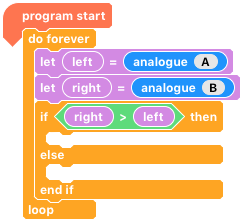 program start
do forever
let left = analogue A
let right = analogue B
if right > left then
else
end if
loop